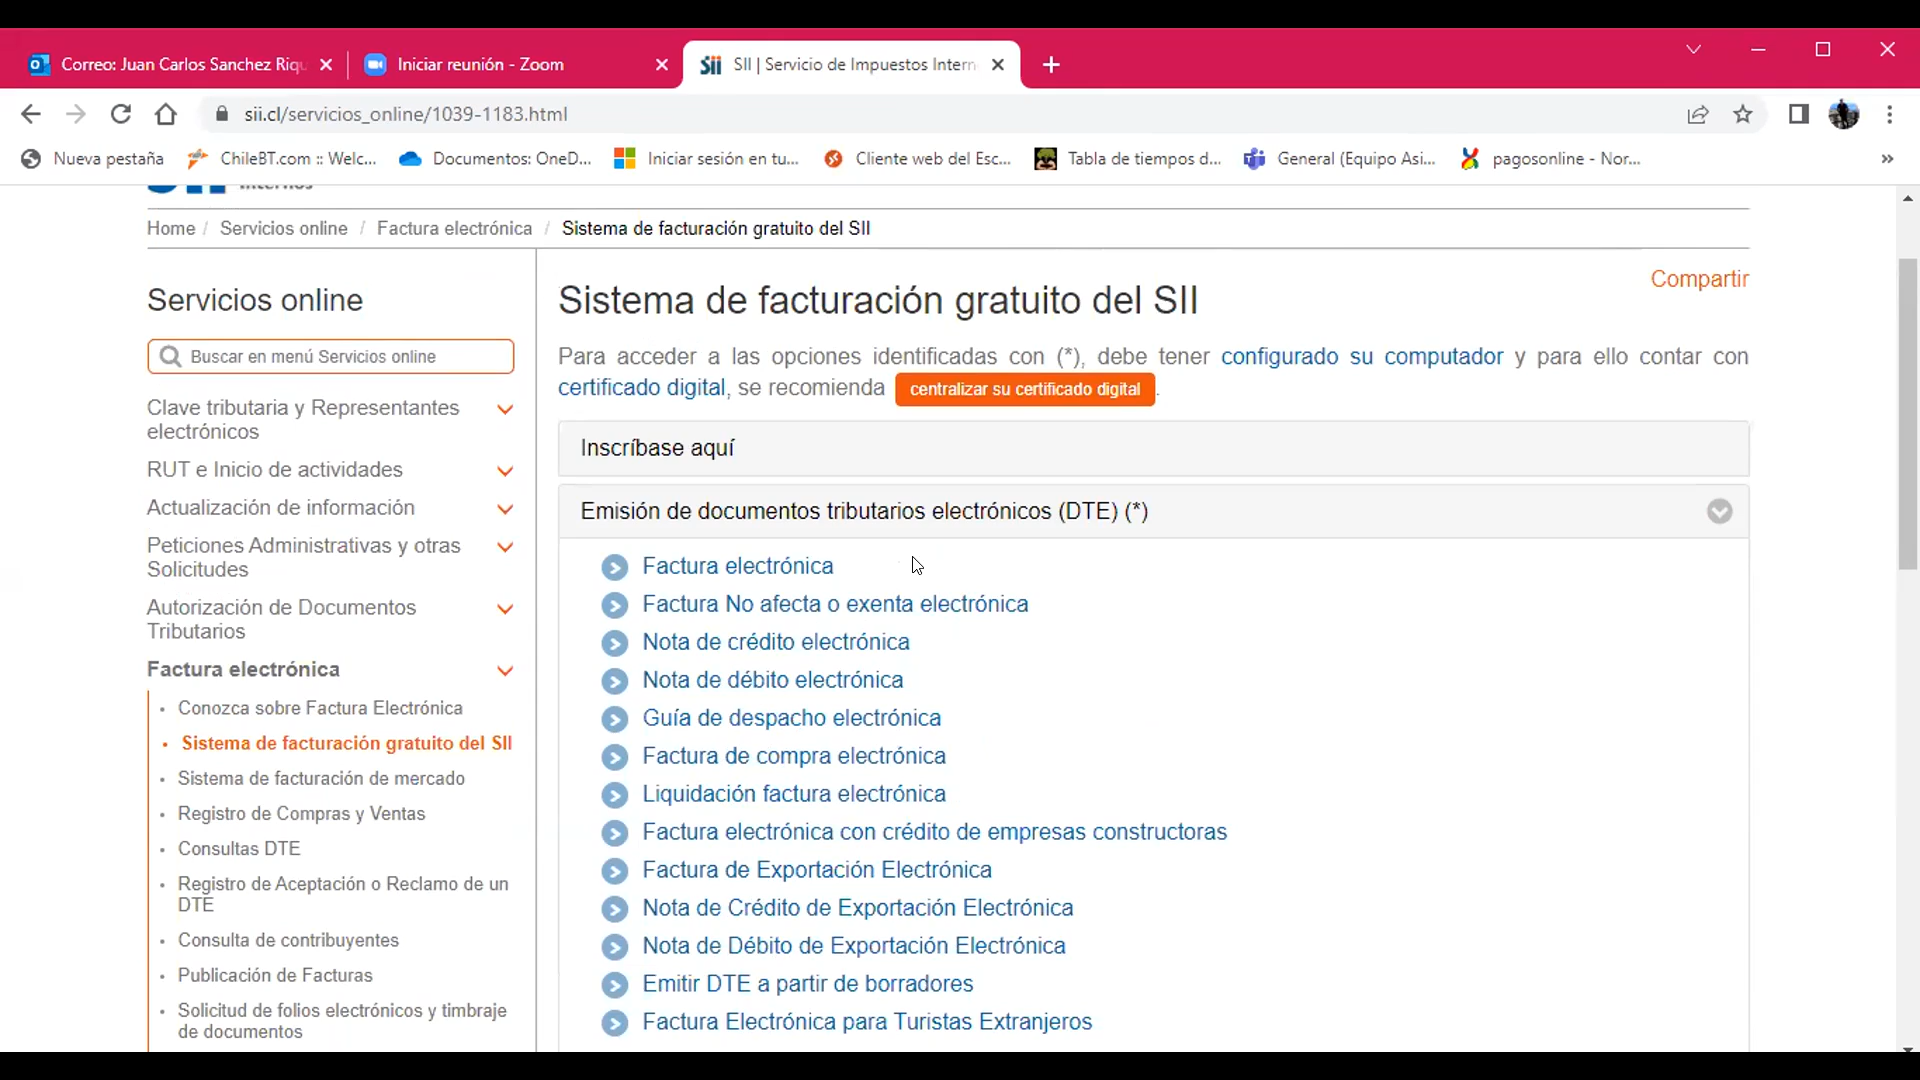 Correo: Juan Carlos Sanchez Riqu
Iniciar reunión - Zoom
SII | Servicio de Impuestos Intern
sii.cl/servicios_online/1039-1183.html
Nueva pestaña
ChileBT.com :: Welc...
Documentos: OneD...
Iniciar sesión en tu...
Cliente web del Esc...
Tabla de tiempos d...
General (Equipo Asi...
pagosonline - Nor...
»
Home / Servicios online / Factura electrónica / Sistema de facturación gratuito del SII
Servicios online
Buscar en menú Servicios online
Clave tributaria y Representantes
electrónicos
RUT e Inicio de actividades
Actualización de información
Peticiones Administrativas y otras
Solicitudes
Autorización de Documentos
Tributarios
Factura electrónica
Conozca sobre Factura Electrónica
Sistema de facturación gratuito del SII
Sistema de facturación de mercado
Registro de Compras y Ventas
Consultas DTE
Registro de Aceptación o Reclamo de un
DTE
Consulta de contribuyentes
Publicación de Facturas
Solicitud de folios electrónicos y timbraje
de documentos
Compartir
Sistema de facturación gratuito del SII
Para acceder a las opciones identificadas con (*), debe tener configurado su computador y para ello contar con
certificado digital, se recomienda centralizar su certificado digital .
Inscríbase aquí
Emisión de documentos tributarios electrónicos (DTE) (*)
Factura electrónica
Factura No afecta o exenta electrónica
Nota de crédito electrónica
Nota de débito electrónica
Guía de despacho electrónica
Factura de compra electrónica
Liquidación factura electrónica
Factura electrónica con crédito de empresas constructoras
Factura de Exportación Electrónica
Nota de Crédito de Exportación Electrónica
Nota de Débito de Exportación Electrónica
Emitir DTE a partir de borradores
Factura Electrónica para Turistas Extranjeros